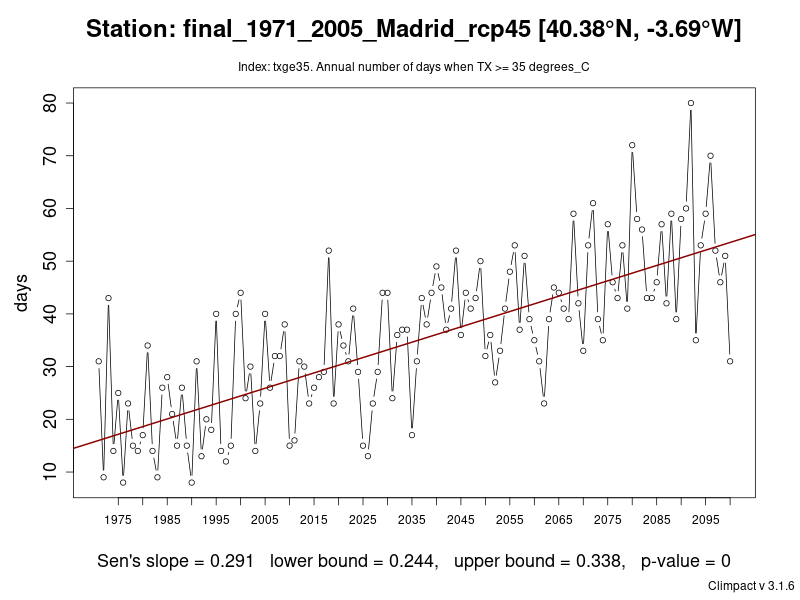 Station: final_1971_2005_Madrid_rcp45 [40.38°N, -3.69°W]
Index: txge35. Annual number of days when TX >= 35 degrees_C
80
70
60
50
40
30
20
10
days
1975 1985 1995 2005 2015 2025 2035 2045 2055 2065 2075 2085 2095
Sen's slope = 0.291 lower bound = 0.244, upper bound = 0.338, p-value = 0
Climpact v 3.1.6